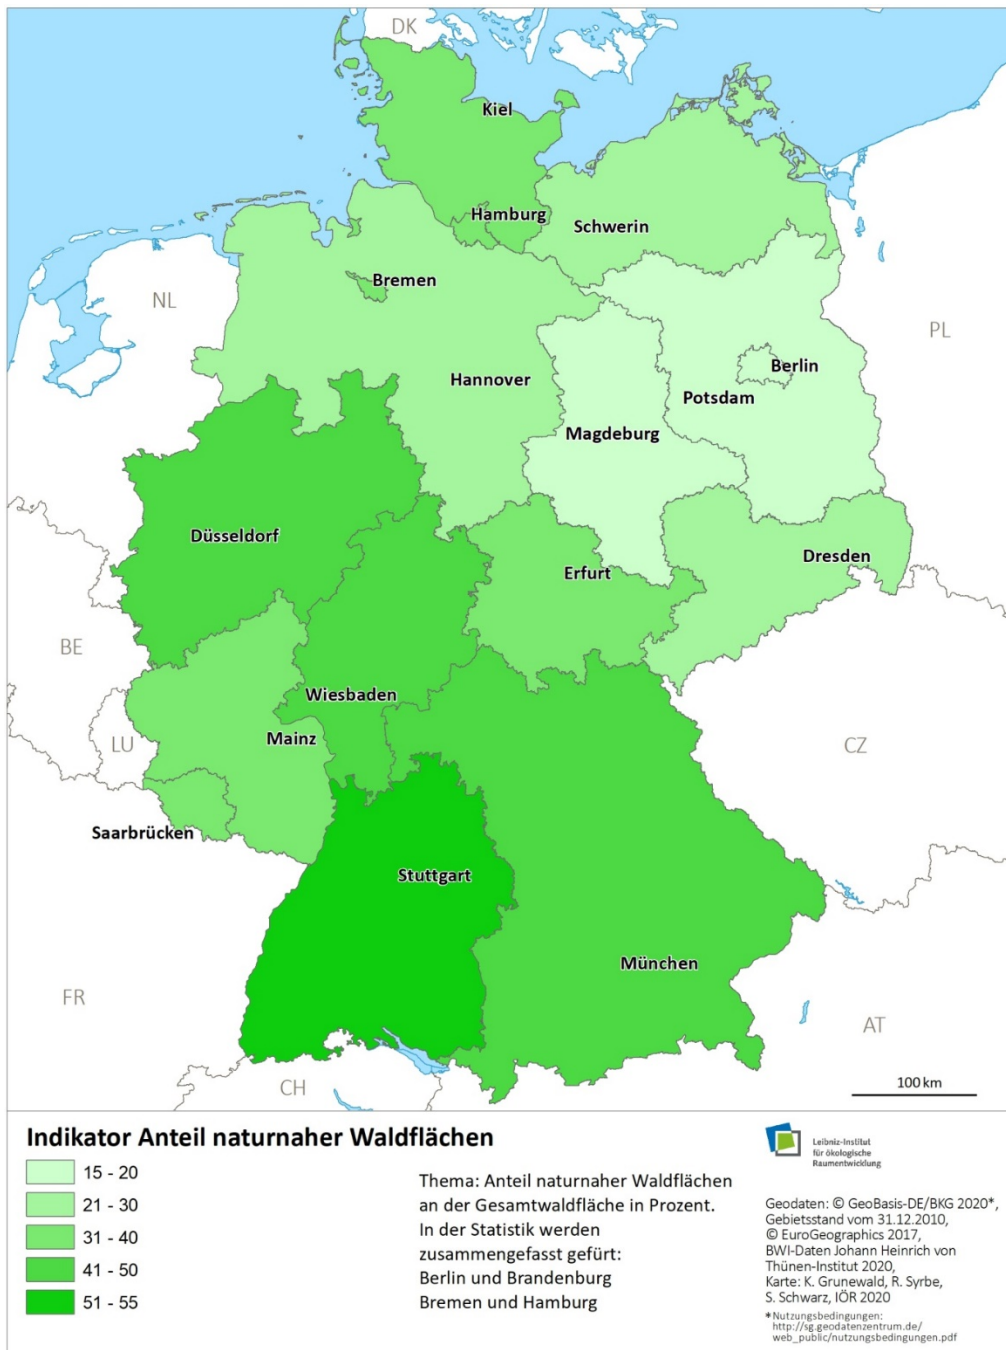 DK
Kiel
Hamburg
Schwerin
Bremen
NL
PL
Berlin
Hannover
Potsdam
Magdeburg
Düsseldorf
Dresden
Erfurt
BE
Wiesbaden
LU
Mainz
CZ
Saarbrücken
Stuttgart
München
FR
AT
CH
100 km
Indikator Anteil naturnaher Waldflächen
15 - 20
21 - 30
31 - 40
41 - 50
51 - 55
Thema: Anteil naturnaher Waldflächen
an der Gesamtwaldfläche in Prozent.
In der Statistik werden
zusammengefasst gefürt:
Berlin und Brandenburg
Bremen und Hamburg
Leibniz-Institut
für ökologische
Raumentwicklung
Geodaten: © GeoBasis-DE/BKG 2020*,
Gebietsstand vom 31.12.2010,
© EuroGeographics 2017,
BWI-Daten Johann Heinrich von
Thünen-Institut 2020,
Karte: K. Grunewald, R. Syrbe,
S. Schwarz, IÖR 2020
*Nutzungsbedingungen:
http://sg.geodatenzentrum.de/
web_public/nutzungsbedingungen.pdf